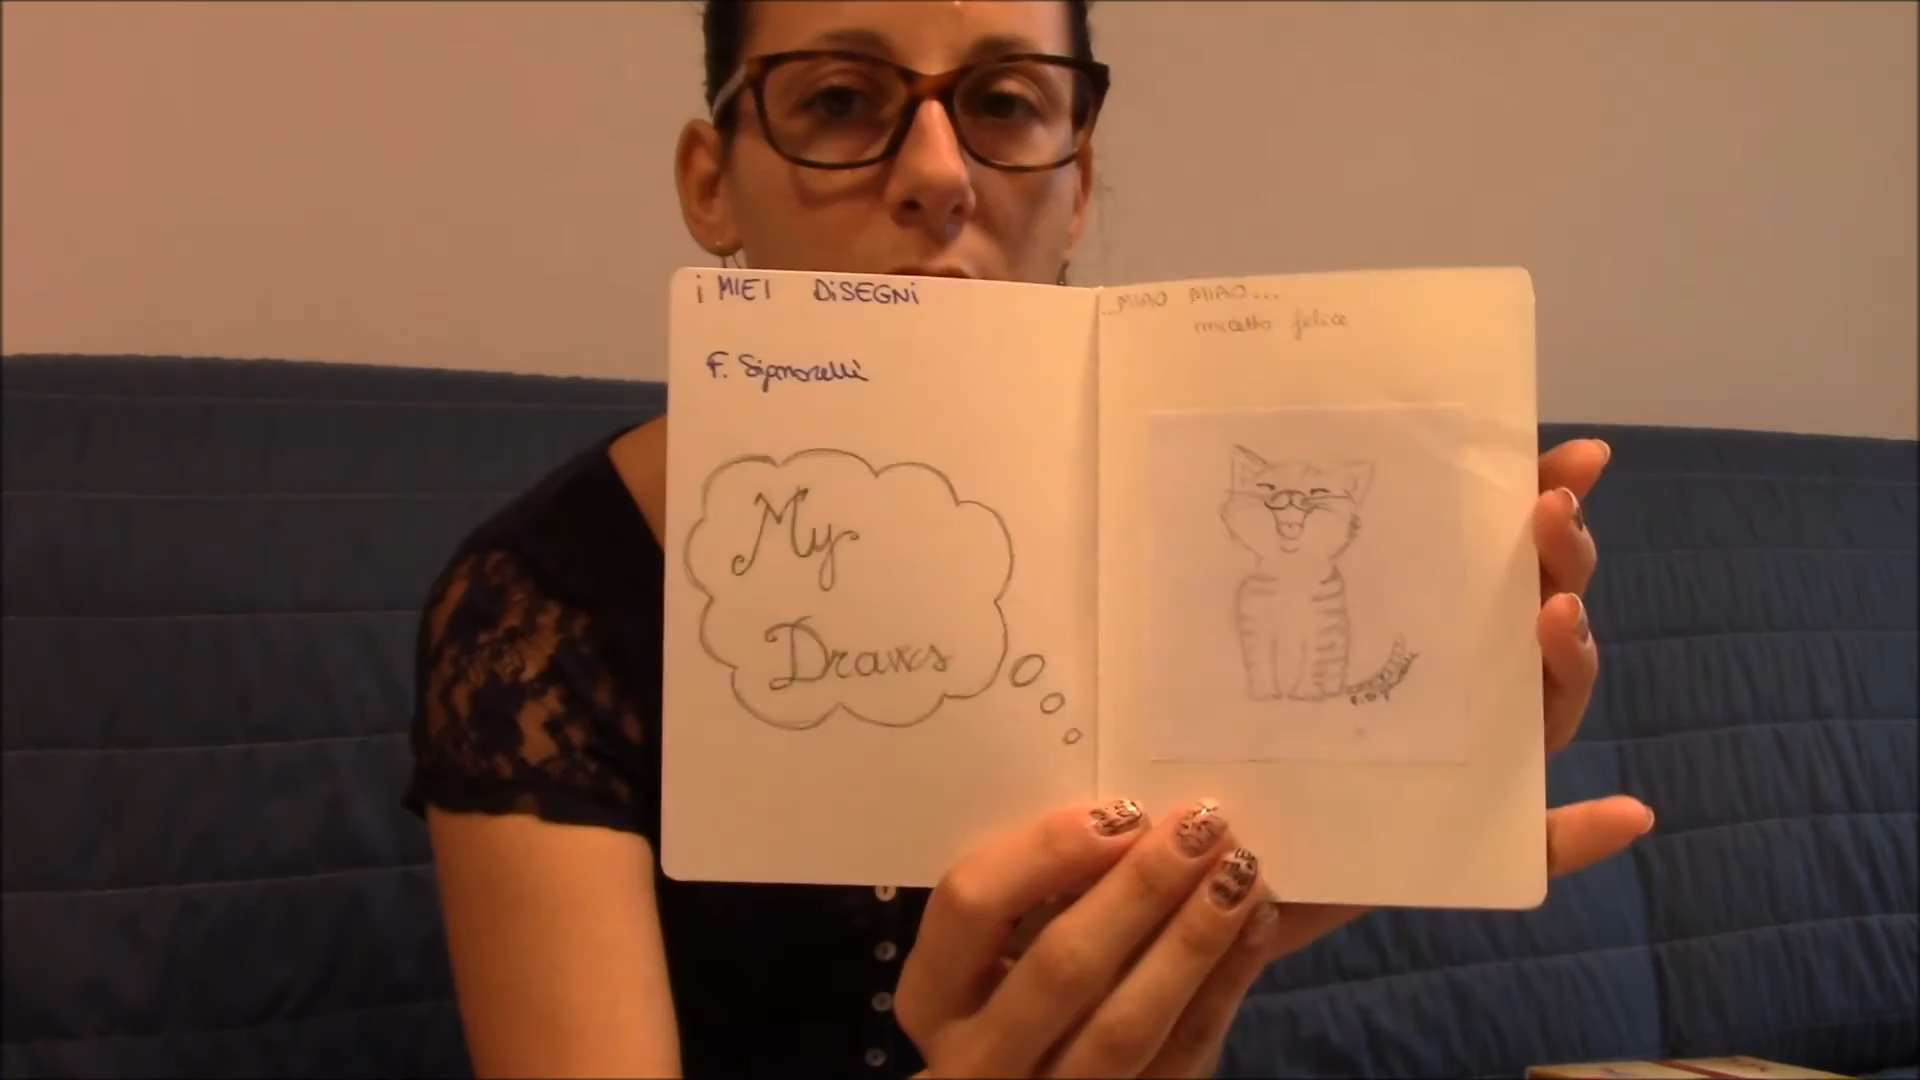 i MIEI DiSEGNi
F. Signorelli
My
Draws
...MIAO MIAO...
micetto felice